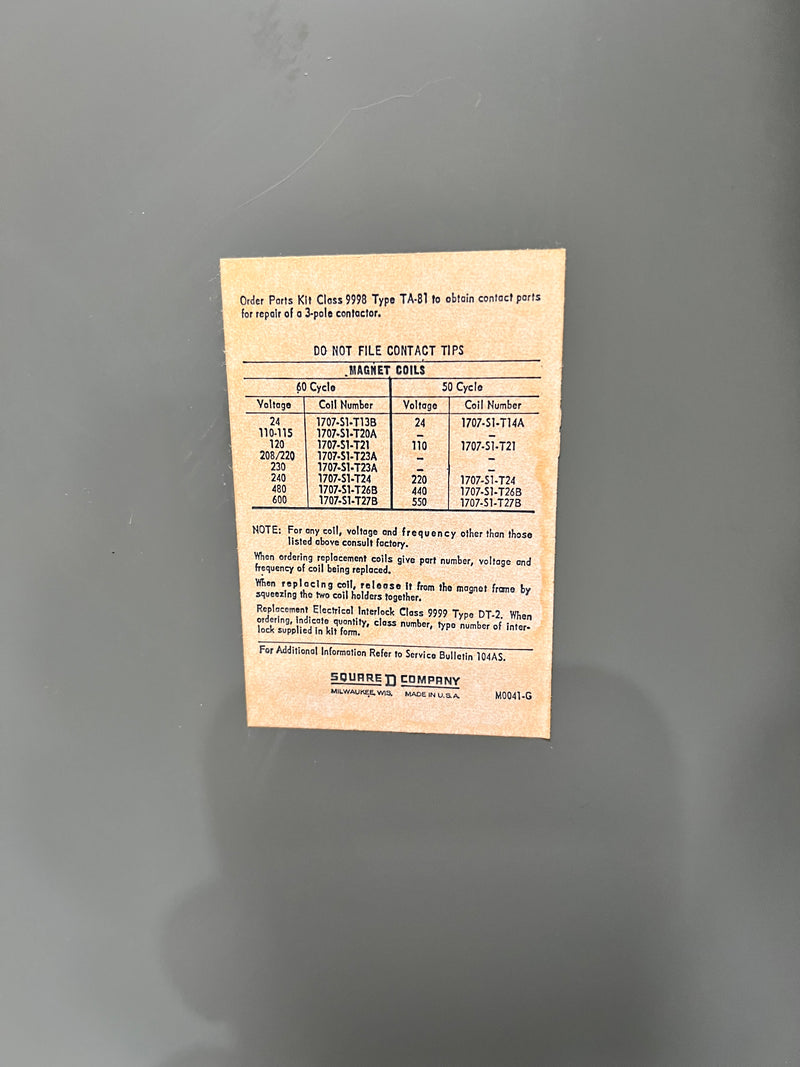 Order Parts Kit Class 9998 Type TA-81 to obtain contact parts
for repair of a 3-pole contactor.
DO NOT FILE CONTACT TIPS
MAGNET COILS
60 Cycle 50 Cycle
Voltage Coil Number Voltage Coil Number
24 1707-S1-T13B 24 1707-S1-T14A
110-115 1707-S1-T20A – –
120 1707-S1-T21 110 1707-S1-T21
208/220 1707-S1-T23A – –
230 1707-S1-T23A – –
240 1707-S1-T24 220 1707-S1-T24
480 1707-S1-T26B 440 1707-S1-T26B
600 1707-S1-T27B 550 1707-S1-T27B
NOTE: For any coil, voltage and frequency other than those
listed above consult factory.
When ordering replacement coils give part number, voltage and
frequency of coil being replaced.
When replacing coil, release it from the magnet frame by
squeezing the two coil holders together.
Replacement Electrical Interlock Class 9999 Type DT-2. When
ordering, indicate quantity, class number, type number of inter-
lock supplied in kit form.
For Additional Information Refer to Service Bulletin 104AS.
SQUARE D COMPANY
MILWAUKEE, WIS. MADE IN U.S.A. M0041-G